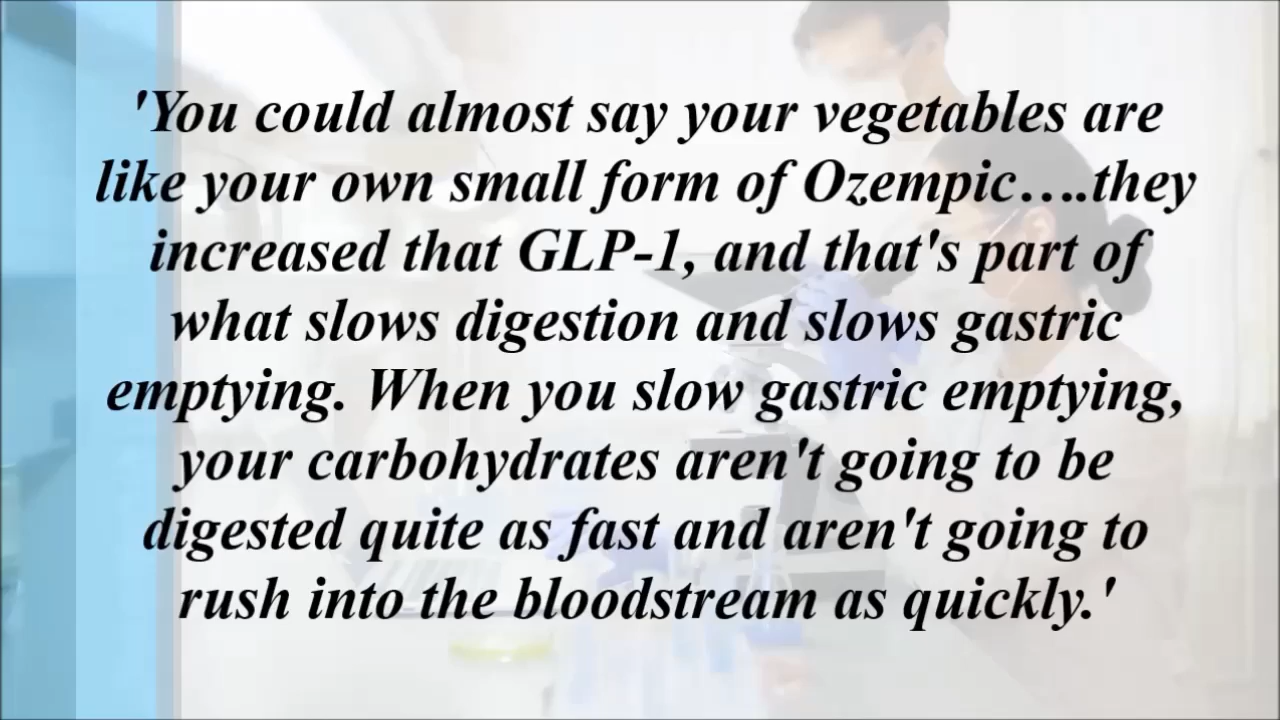 'You could almost say your vegetables are
like your own small form of Ozempic….they
increased that GLP-1, and that's part of
what slows digestion and slows gastric
emptying. When you slow gastric emptying,
your carbohydrates aren't going to be
digested quite as fast and aren't going to
rush into the bloodstream as quickly.'